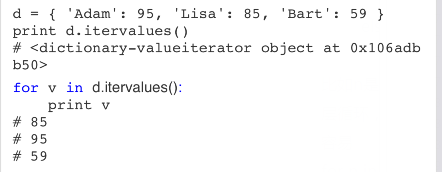 d = { 'Adam': 95, 'Lisa': 85, 'Bart': 59 }
print d.itervalues()
# <dictionary-valueiterator object at 0x106adb
b50>
for v in d.itervalues():
    print v
# 85
# 95
# 59